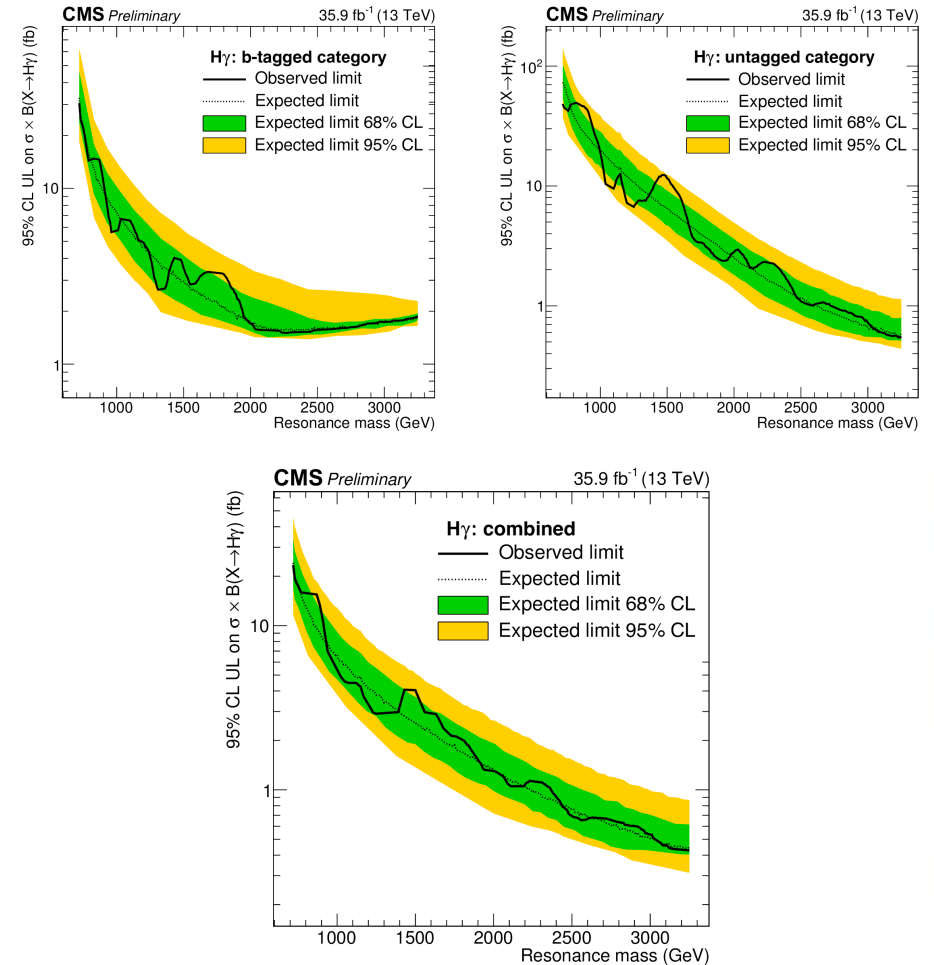 CMS Preliminary 35.9 fb⁻¹ (13 TeV)
95% CL UL on σ × B(X→Hγ) (fb)
Hγ: b-tagged category
Observed limit
Expected limit
Expected limit 68% CL
Expected limit 95% CL
10
1
1000 1500 2000 2500 3000
Resonance mass (GeV)
CMS Preliminary 35.9 fb⁻¹ (13 TeV)
95% CL UL on σ × B(X→Hγ) (fb)
Hγ: untagged category
Observed limit
Expected limit
Expected limit 68% CL
Expected limit 95% CL
10²
10
1
1000 1500 2000 2500 3000
Resonance mass (GeV)
CMS Preliminary 35.9 fb⁻¹ (13 TeV)
95% CL UL on σ × B(X→Hγ) (fb)
Hγ: combined
Observed limit
Expected limit
Expected limit 68% CL
Expected limit 95% CL
10
1
1000 1500 2000 2500 3000
Resonance mass (GeV)